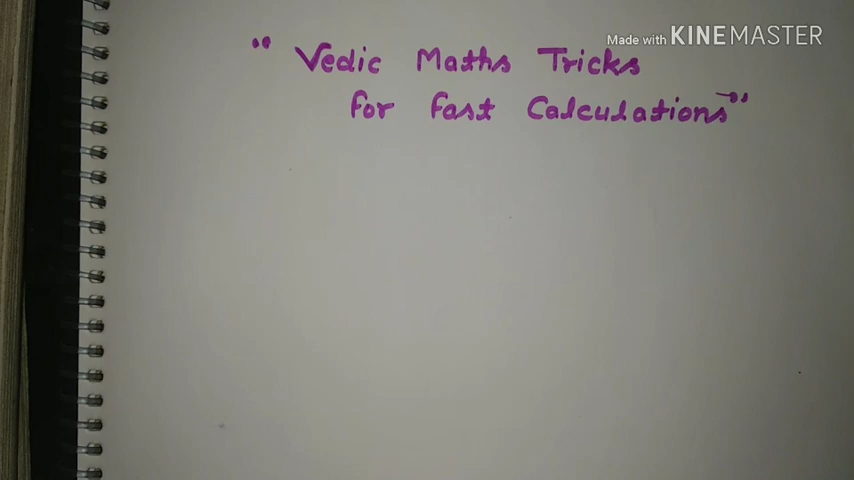 Made with KINEMASTER
" Vedic Maths Tricks
for fast Calculations"